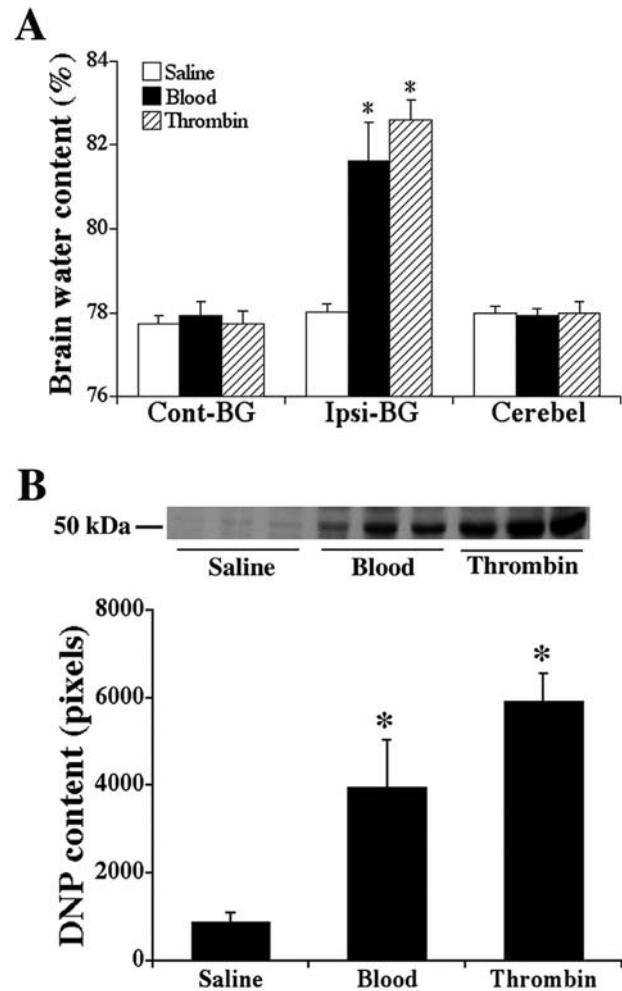 A
Brain water content (%)
84
82
80
78
76
Saline
Blood
Thrombin
*
*
Cont-BG
Ipsi-BG
Cerebel
B
50 kDa
Saline
Blood
Thrombin
DNP content (pixels)
8000
6000
4000
2000
0
*
*
Saline
Blood
Thrombin